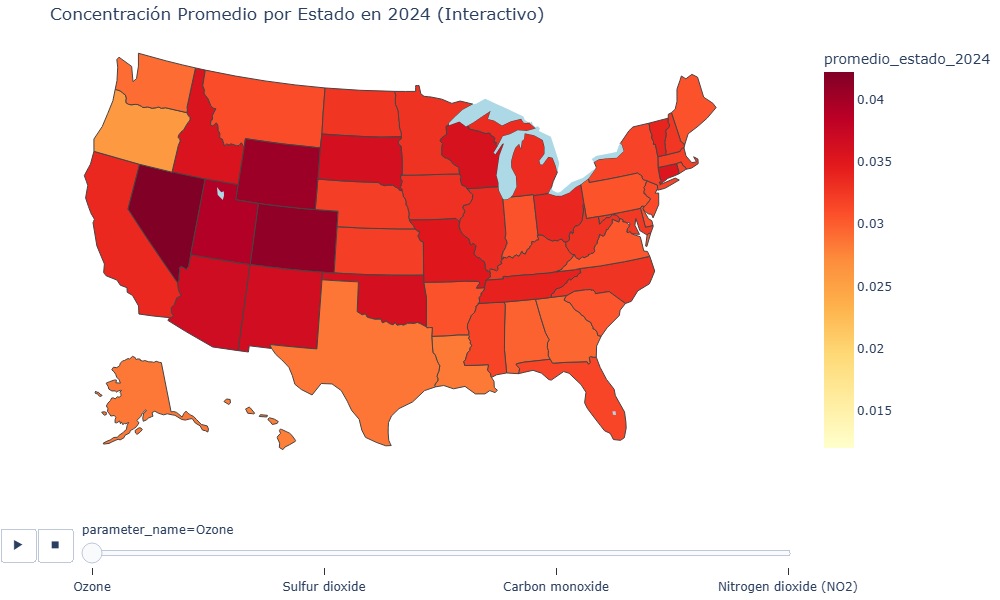 Concentración Promedio por Estado en 2024 (Interactivo)
promedio_estado_2024
0.04
0.035
0.03
0.025
0.02
0.015
parameter_name=Ozone
Ozone
Sulfur dioxide
Carbon monoxide
Nitrogen dioxide (NO2)